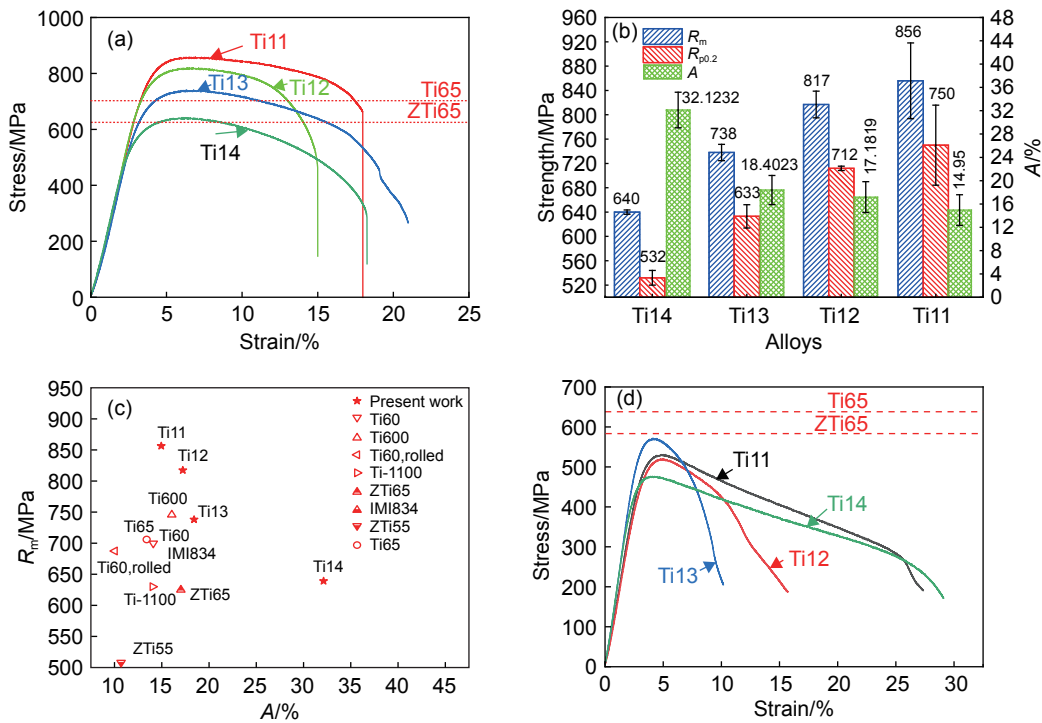 (a)
Ti11
Ti12
Ti13
Ti14
Ti65
ZTi65
1000
800
600
400
200
0
Stress/MPa
0 5 10 15 20 25
Strain/%
(b)
Rm
Rp0.2
A
960
920
880
840
800
760
720
680
640
600
560
520
Strength/MPa
48
44
40
36
32
28
24
20
16
12
8
4
0
A/%
640
532
32.1232
738
633
18.4023
817
712
17.1819
856
750
14.95
Ti14 Ti13 Ti12 Ti11
Alloys
(c)
950
900
850
800
750
700
650
600
550
500
Rm/MPa
Present work
Ti60
Ti600
Ti60,rolled
Ti-1100
ZTi65
IMI834
ZTi55
Ti65
Ti11
Ti12
Ti600
Ti13
Ti65
Ti60
IMI834
Ti60,rolled
Ti-1100
ZTi65
Ti14
ZTi55
10 15 20 25 30 35 40 45
A/%
(d)
Ti65
ZTi65
Ti11
Ti14
Ti12
Ti13
700
600
500
400
300
200
100
0
Stress/MPa
0 5 10 15 20 25 30
Strain/%